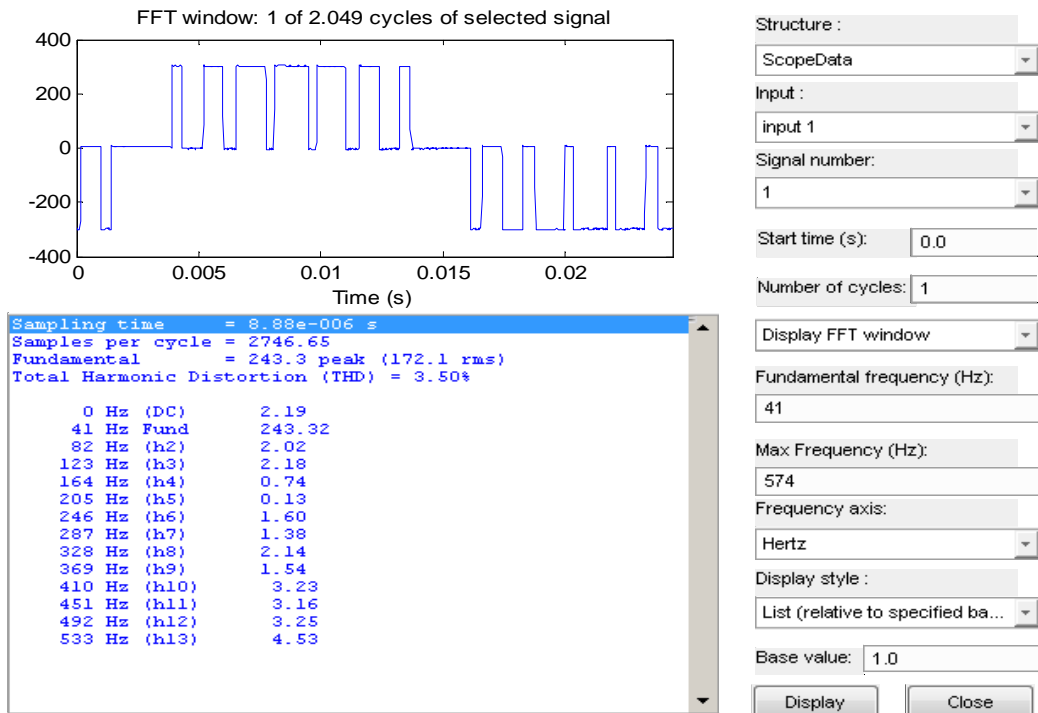 FFT window: 1 of 2.049 cycles of selected signal
400
200
0
-200
-400
0
0.005
0.01
0.015
0.02
Time (s)
Sampling time = 8.88e-006 s
Samples per cycle = 2746.65
Fundamental = 243.3 peak (172.1 rms)
Total Harmonic Distortion (THD) = 3.50%
0 Hz (DC) 2.19
41 Hz Fund 243.32
82 Hz (h2) 2.02
123 Hz (h3) 2.18
164 Hz (h4) 0.74
205 Hz (h5) 0.13
246 Hz (h6) 1.60
287 Hz (h7) 1.38
328 Hz (h8) 2.14
369 Hz (h9) 1.54
410 Hz (h10) 3.23
451 Hz (h11) 3.16
492 Hz (h12) 3.25
533 Hz (h13) 4.53
Structure :
ScopeData
Input :
input 1
Signal number:
1
Start time (s): 0.0
Number of cycles: 1
Display FFT window
Fundamental frequency (Hz):
41
Max Frequency (Hz):
574
Frequency axis:
Hertz
Display style :
List (relative to specified ba...
Base value: 1.0
Display Close